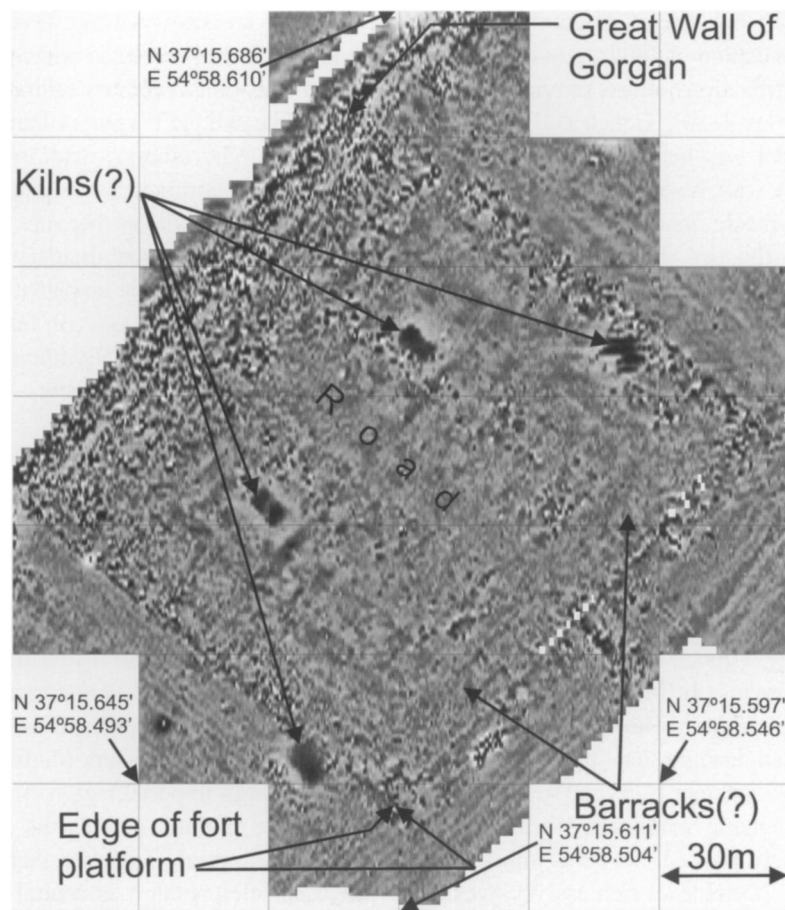 N 37º15.686'
E 54º58.610'
Great Wall of
Gorgan
Kilns(?)
Road
N 37º15.645'
E 54º58.493'
N 37º15.597'
E 54º58.546'
Barracks(?)
Edge of fort
platform
N 37º15.611'
E 54º58.504'
30m